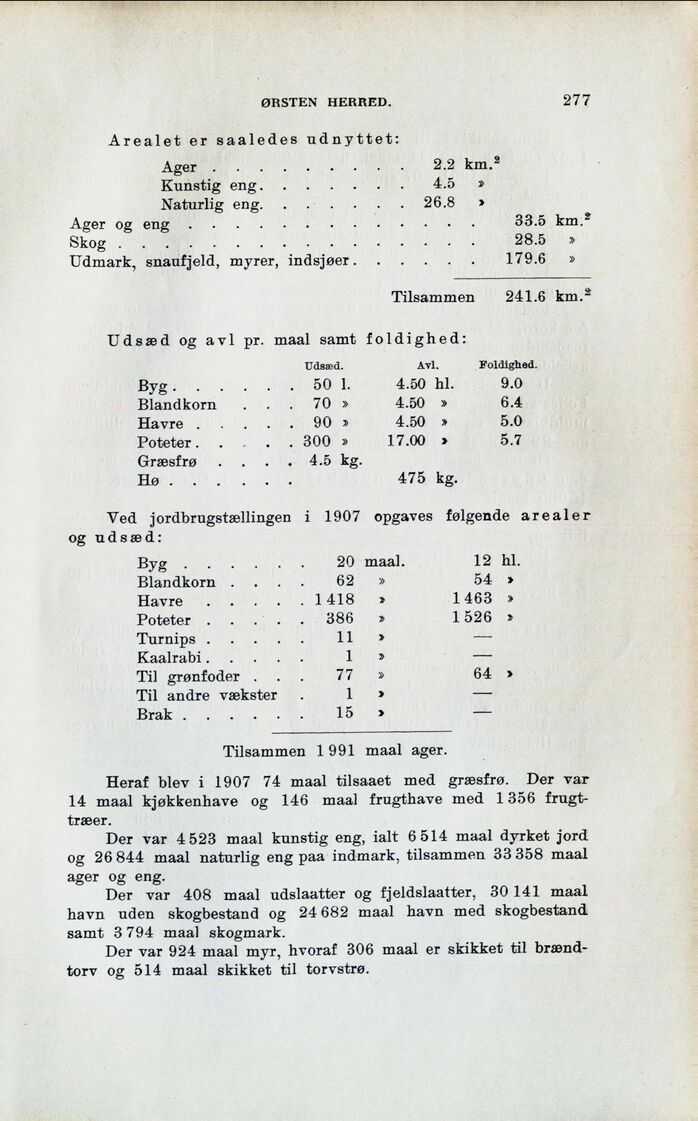 ØRSTEN HERRED. 277
Arealet er saaledes udnyttet:
Ager . . . . . . . . . 2.2 km.²
Kunstig eng. . . . . . . 4.5 »
Naturlig eng. . . . . . . 26.8 »
Ager og eng . . . . . . . . . . . . . 33.5 km.²
Skog . . . . . . . . . . . . . . . . 28.5 »
Udmark, snaufjeld, myrer, indsjøer. . . . . . 179.6 »
Tilsammen 241.6 km.²
Udsæd og avl pr. maal samt foldighed:
Udsæd. Avl. Foldighed.
Byg. . . . . . 50 l. 4.50 hl. 9.0
Blandkorn . . . 70 » 4.50 » 6.4
Havre . . . . . 90 » 4.50 » 5.0
Poteter. . . . . 300 » 17.00 » 5.7
Græsfrø . . . . 4.5 kg.
Hø . . . . . . 475 kg.
Ved jordbrugstællingen i 1907 opgaves følgende arealer
og udsæd:
Byg . . . . . . 20 maal. 12 hl.
Blandkorn . . . . 62 » 54 »
Havre . . . . . 1 418 » 1 463 »
Poteter . . . . . 386 » 1 526 »
Turnips . . . . . 11 » —
Kaalrabi. . . . . 1 » —
Til grønfoder . . . 77 » 64 »
Til andre vækster . 1 » —
Brak . . . . . . 15 » —
Tilsammen 1 991 maal ager.
Heraf blev i 1907 74 maal tilsaaet med græsfrø. Der var
14 maal kjøkkenhave og 146 maal frugthave med 1 356 frugt-
træer.
Der var 4 523 maal kunstig eng, ialt 6 514 maal dyrket jord
og 26 844 maal naturlig eng paa indmark, tilsammen 33 358 maal
ager og eng.
Der var 408 maal udslaatter og fjeldslaatter, 30 141 maal
havn uden skogbestand og 24 682 maal havn med skogbestand
samt 3 794 maal skogmark.
Der var 924 maal myr, hvoraf 306 maal er skikket til brænd-
torv og 514 maal skikket til torvstrø.